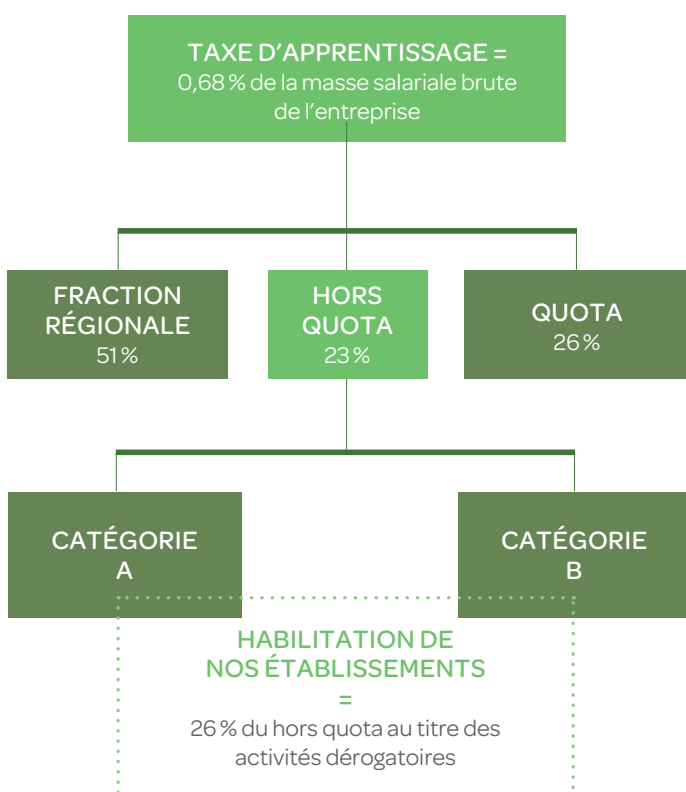 TAXE D'APPRENTISSAGE =
0,68 % de la masse salariale brute
de l'entreprise
FRACTION
RÉGIONALE
51 %
HORS
QUOTA
23 %
QUOTA
26 %
CATÉGORIE
A
CATÉGORIE
B
HABILITATION DE
NOS ÉTABLISSEMENTS
=
26 % du hors quota au titre des
activités dérogatoires